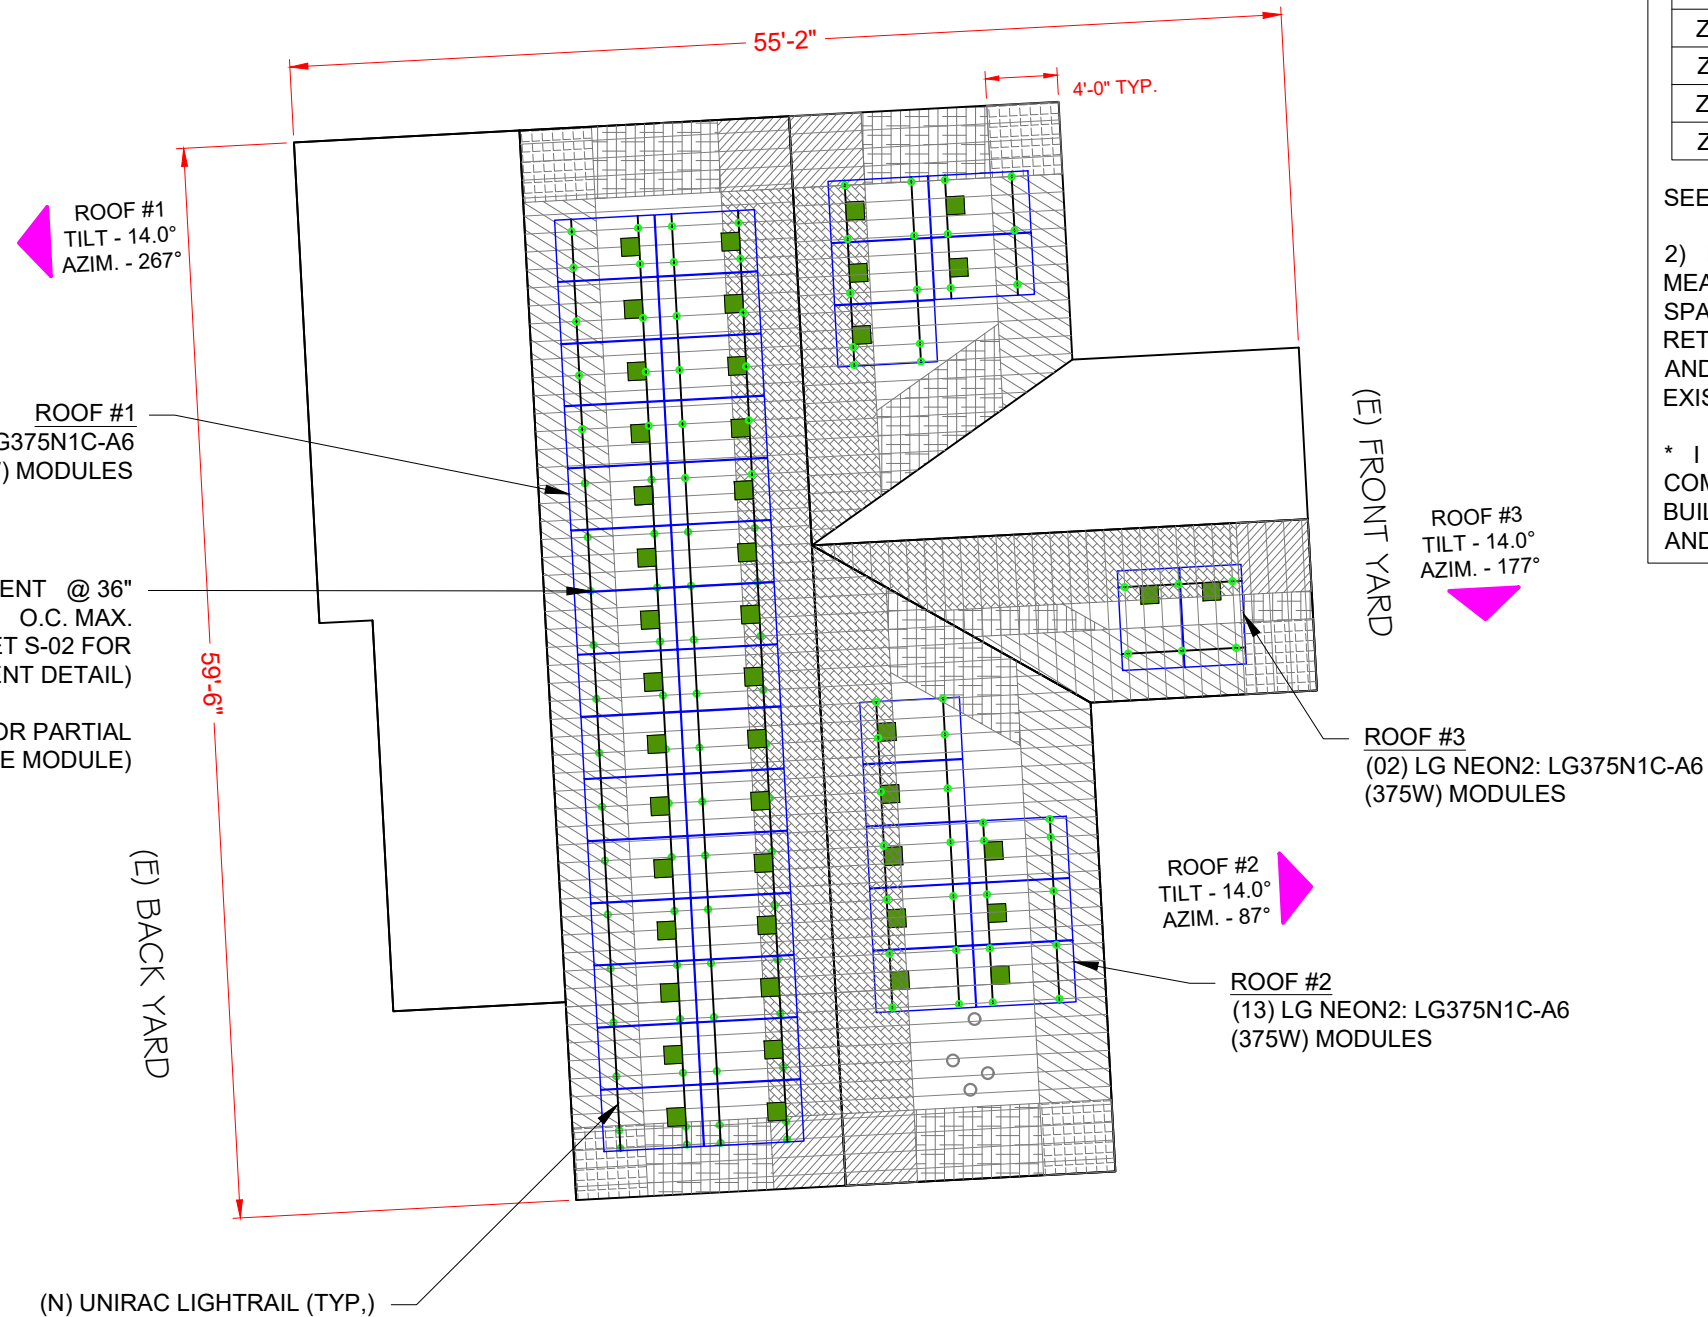 55'-2"
4'-0" TYP.
59'-6"
ROOF #1
TILT - 14.0°
AZIM. - 267°
ROOF #1
G375N1C-A6
) MODULES
ENT @ 36"
O.C. MAX.
ET S-02 FOR
ENT DETAIL)
OR PARTIAL
E MODULE)
(E) BACK YARD
(N) UNIRAC LIGHTRAIL (TYP,)
(E) FRONT YARD
ROOF #3
TILT - 14.0°
AZIM. - 177°
ROOF #3
(02) LG NEON2: LG375N1C-A6
(375W) MODULES
ROOF #2
TILT - 14.0°
AZIM. - 87°
ROOF #2
(13) LG NEON2: LG375N1C-A6
(375W) MODULES
Z
Z
Z
Z
SEE
2)
MEA
SPA
RET
AND
EXIS
* I
COM
BUIL
AND